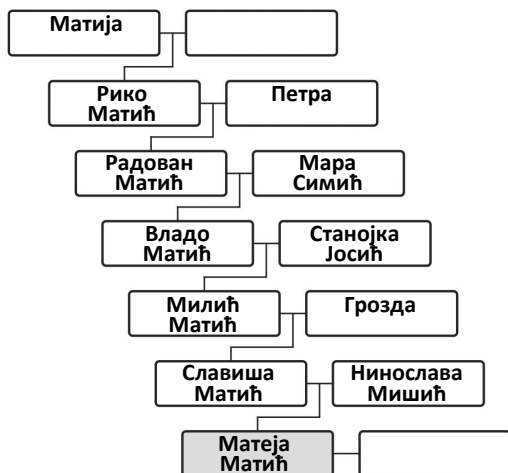 Матија
Рико
Матић
Петра
Радован
Матић
Мара
Симић
Владо
Матић
Станојка
Јосић
Милић
Матић
Грозда
Славиша
Матић
Нинослава
Мишић
Матеја
Матић